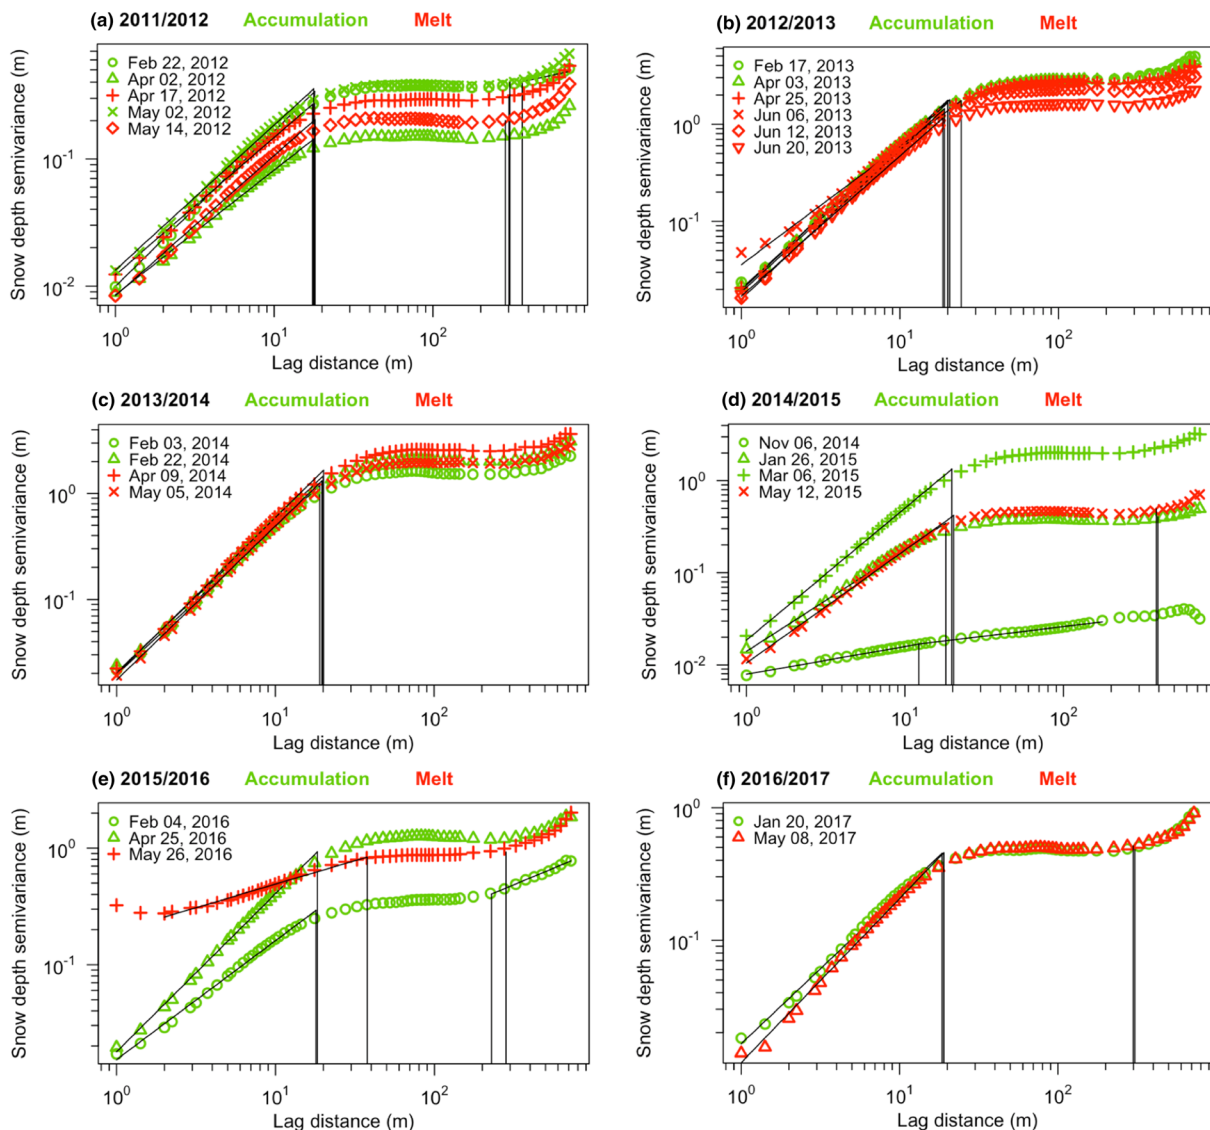 (a) 2011/2012 Accumulation Melt
Snow depth semivariance (m)
10^-1
10^-2
Feb 22, 2012
Apr 02, 2012
Apr 17, 2012
May 02, 2012
May 14, 2012
10^0 10^1 10^2
Lag distance (m)
(b) 2012/2013 Accumulation Melt
Snow depth semivariance (m)
10^0
10^-1
Feb 17, 2013
Apr 03, 2013
Apr 25, 2013
Jun 06, 2013
Jun 12, 2013
Jun 20, 2013
10^0 10^1 10^2
Lag distance (m)
(c) 2013/2014 Accumulation Melt
Snow depth semivariance (m)
10^0
10^-1
Feb 03, 2014
Feb 22, 2014
Apr 09, 2014
May 05, 2014
10^0 10^1 10^2
Lag distance (m)
(d) 2014/2015 Accumulation Melt
Snow depth semivariance (m)
10^0
10^-1
10^-2
Nov 06, 2014
Jan 26, 2015
Mar 06, 2015
May 12, 2015
10^0 10^1 10^2
Lag distance (m)
(e) 2015/2016 Accumulation Melt
Snow depth semivariance (m)
10^0
10^-1
Feb 04, 2016
Apr 25, 2016
May 26, 2016
10^0 10^1 10^2
Lag distance (m)
(f) 2016/2017 Accumulation Melt
Snow depth semivariance (m)
10^0
10^-1
Jan 20, 2017
May 08, 2017
10^0 10^1 10^2
Lag distance (m)